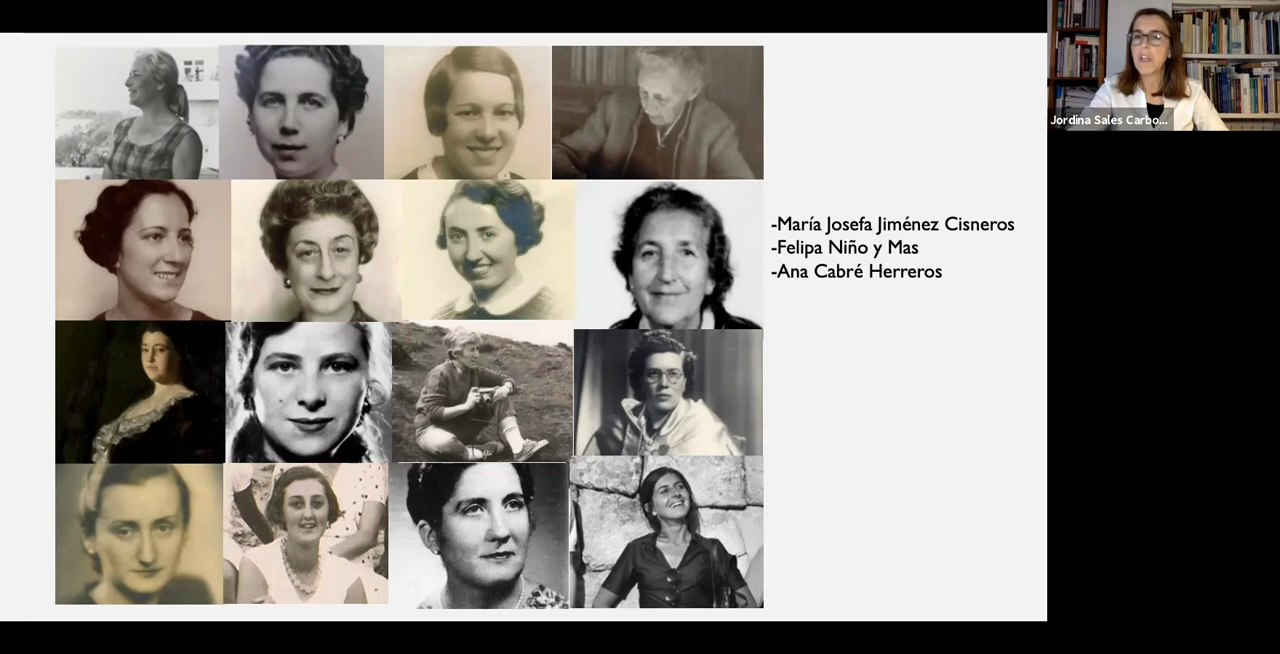 Jordina Sales Carbo...
-María Josefa Jiménez Cisneros
-Felipa Niño y Mas
-Ana Cabré Herreros